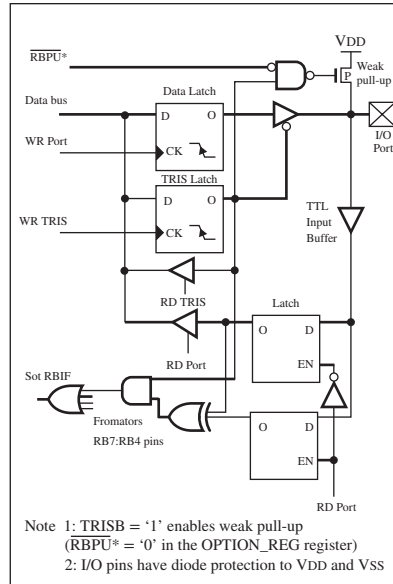 VDD
RBPU*
Weak
pull-up
P
Data Latch
Data bus
D
O
I/O
Port
WR Port
CK
TRIS Latch
D
O
TTL
Input
Buffer
WR TRIS
CK
RD TRIS
Latch
O
D
RD Port
EN
Sot RBIF
Fromators
RB7:RB4 pins
O
D
EN
RD Port
Note 1: TRISB = ‘1’ enables weak pull-up
(RBPU* = ‘0’ in the OPTION_REG register)
2: I/O pins have diode protection to VDD and VSS